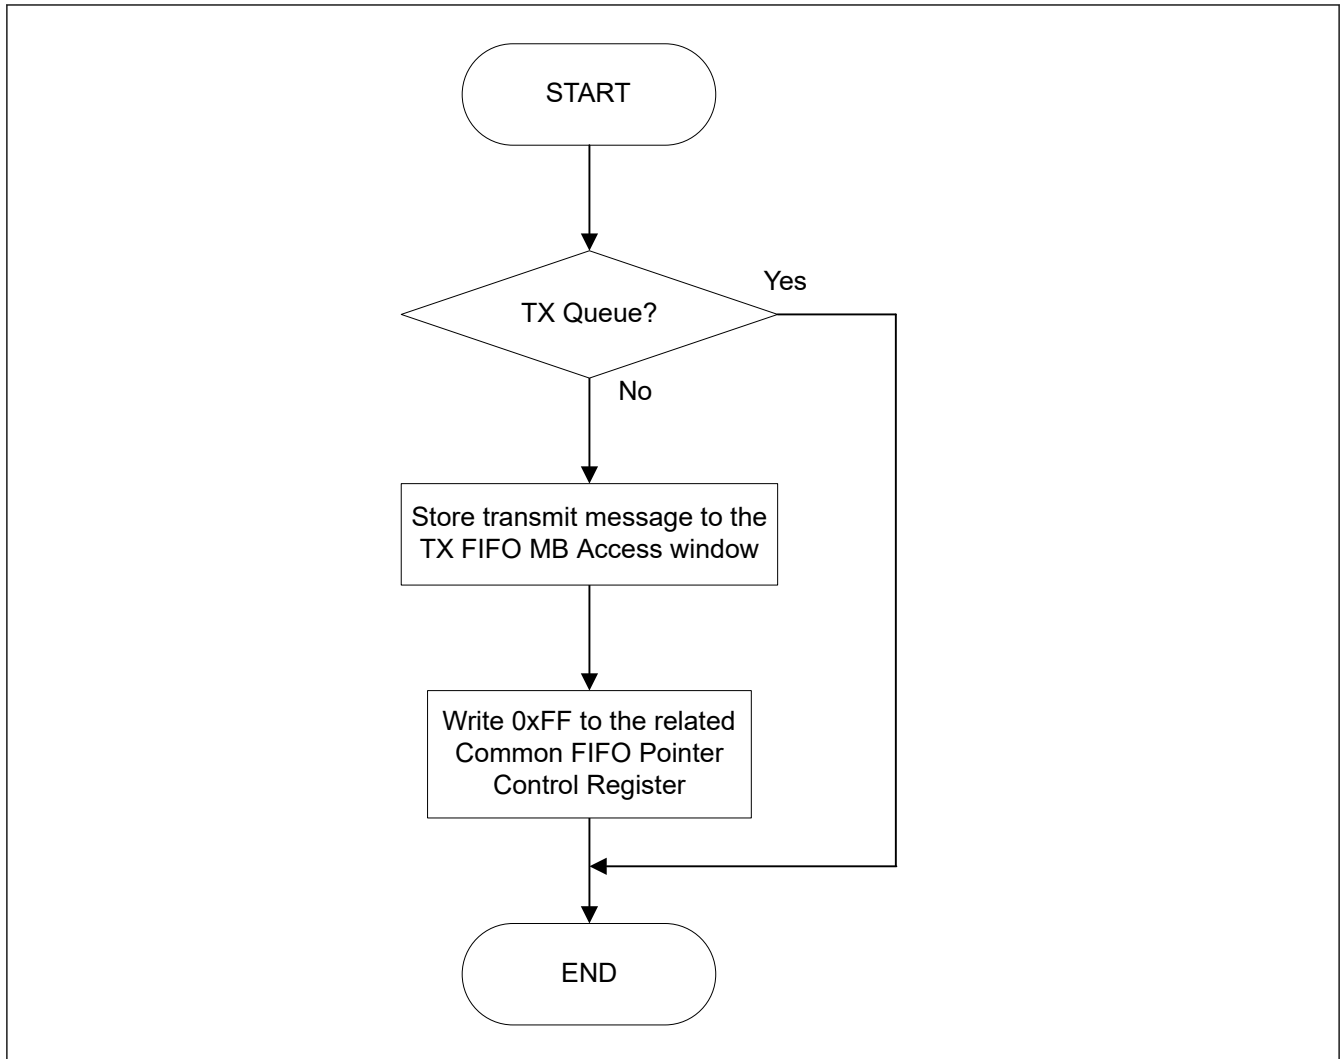 START
TX Queue?
Yes
No
Store transmit message to the
TX FIFO MB Access window
Write 0xFF to the related
Common FIFO Pointer
Control Register
END